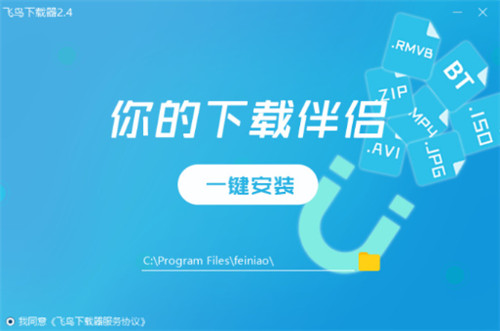 飞鸟下载器2.4
.RMVB
ZIP
BT
.MP4
.ISO
.AVI
.JPG
你的下载伴侣
一键安装
C:\Program Files\feiniao\
我同意《飞鸟下载器服务协议》